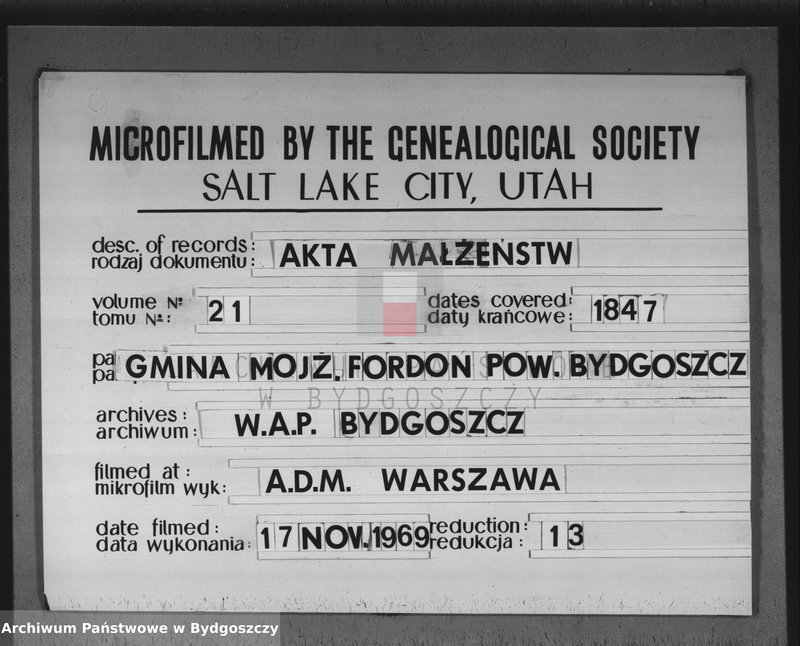 MICROFILMED BY THE GENEALOGICAL SOCIETY
SALT LAKE CITY, UTAH
desc. of records:
rodzaj dokumentu:
AKTA MAŁŻEŃSTW
volume №
tomu №:
21
dates covered:
daty krańcowe:
1847
pa
pa
GMINA MOJŻ. FORDON POW. BYDGOSZCZ
W BYDGOSZCZY
archives:
archiwum:
W.A.P. BYDGOSZCZ
filmed at:
mikrofilm wyk:
A.D.M. WARSZAWA
date filmed:
data wykonania:
17 NOV. 1969
reduction:
redukcja:
13
Archiwum Państwowe w Bydgoszczy